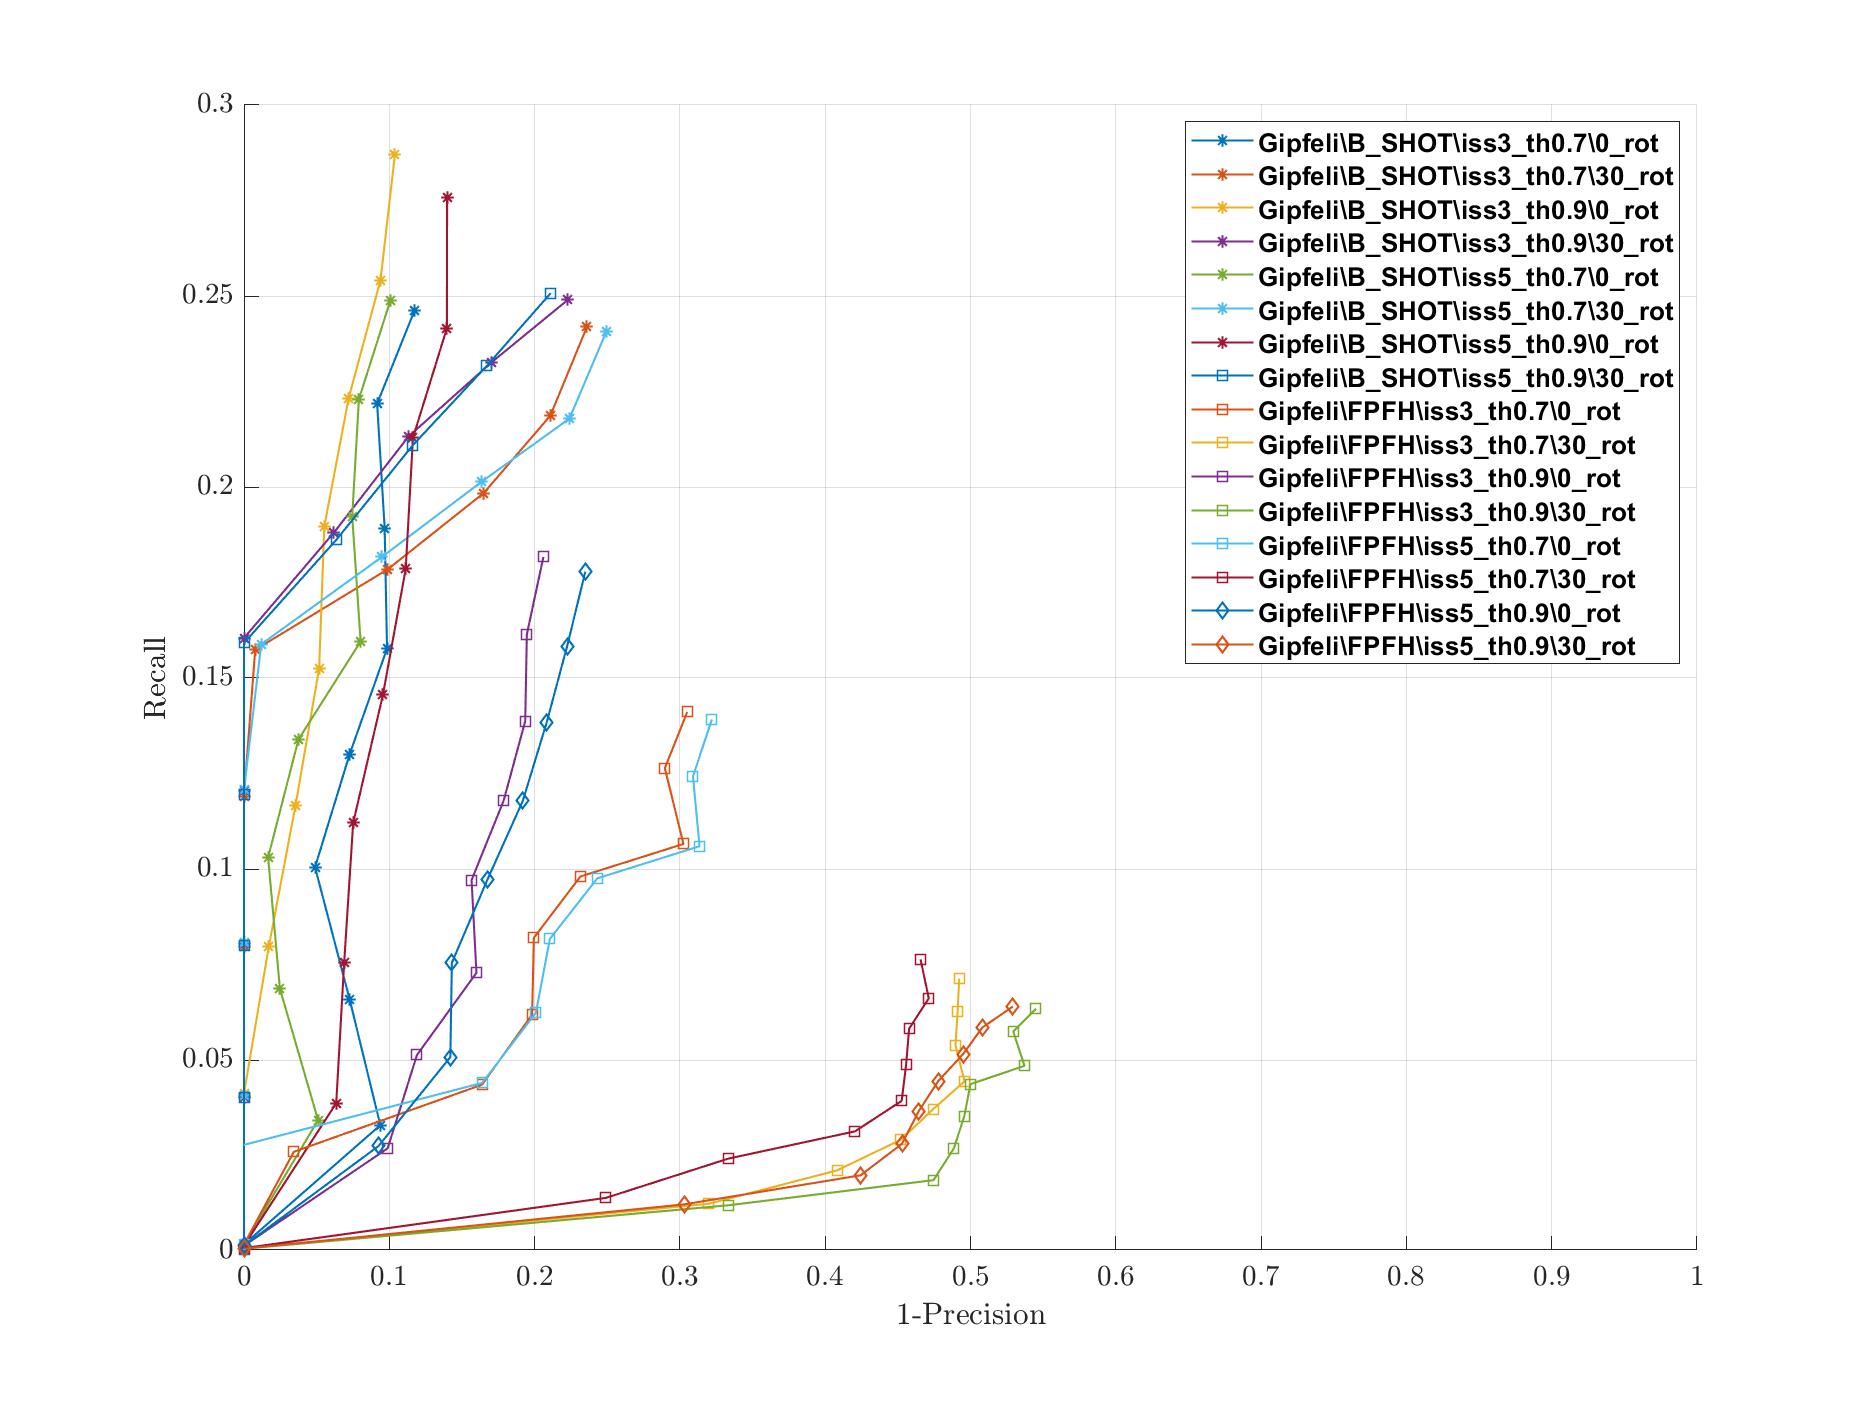 0.3
0.25
0.2
0.15
0.1
0.05
0
Recall
0 0.1 0.2 0.3 0.4 0.5 0.6 0.7 0.8 0.9 1
1-Precision
Gipfeli\B_SHOT\iss3_th0.7\0_rot
Gipfeli\B_SHOT\iss3_th0.7\30_rot
Gipfeli\B_SHOT\iss3_th0.9\0_rot
Gipfeli\B_SHOT\iss3_th0.9\30_rot
Gipfeli\B_SHOT\iss5_th0.7\0_rot
Gipfeli\B_SHOT\iss5_th0.7\30_rot
Gipfeli\B_SHOT\iss5_th0.9\0_rot
Gipfeli\B_SHOT\iss5_th0.9\30_rot
Gipfeli\FPFH\iss3_th0.7\0_rot
Gipfeli\FPFH\iss3_th0.7\30_rot
Gipfeli\FPFH\iss3_th0.9\0_rot
Gipfeli\FPFH\iss3_th0.9\30_rot
Gipfeli\FPFH\iss5_th0.7\0_rot
Gipfeli\FPFH\iss5_th0.7\30_rot
Gipfeli\FPFH\iss5_th0.9\0_rot
Gipfeli\FPFH\iss5_th0.9\30_rot